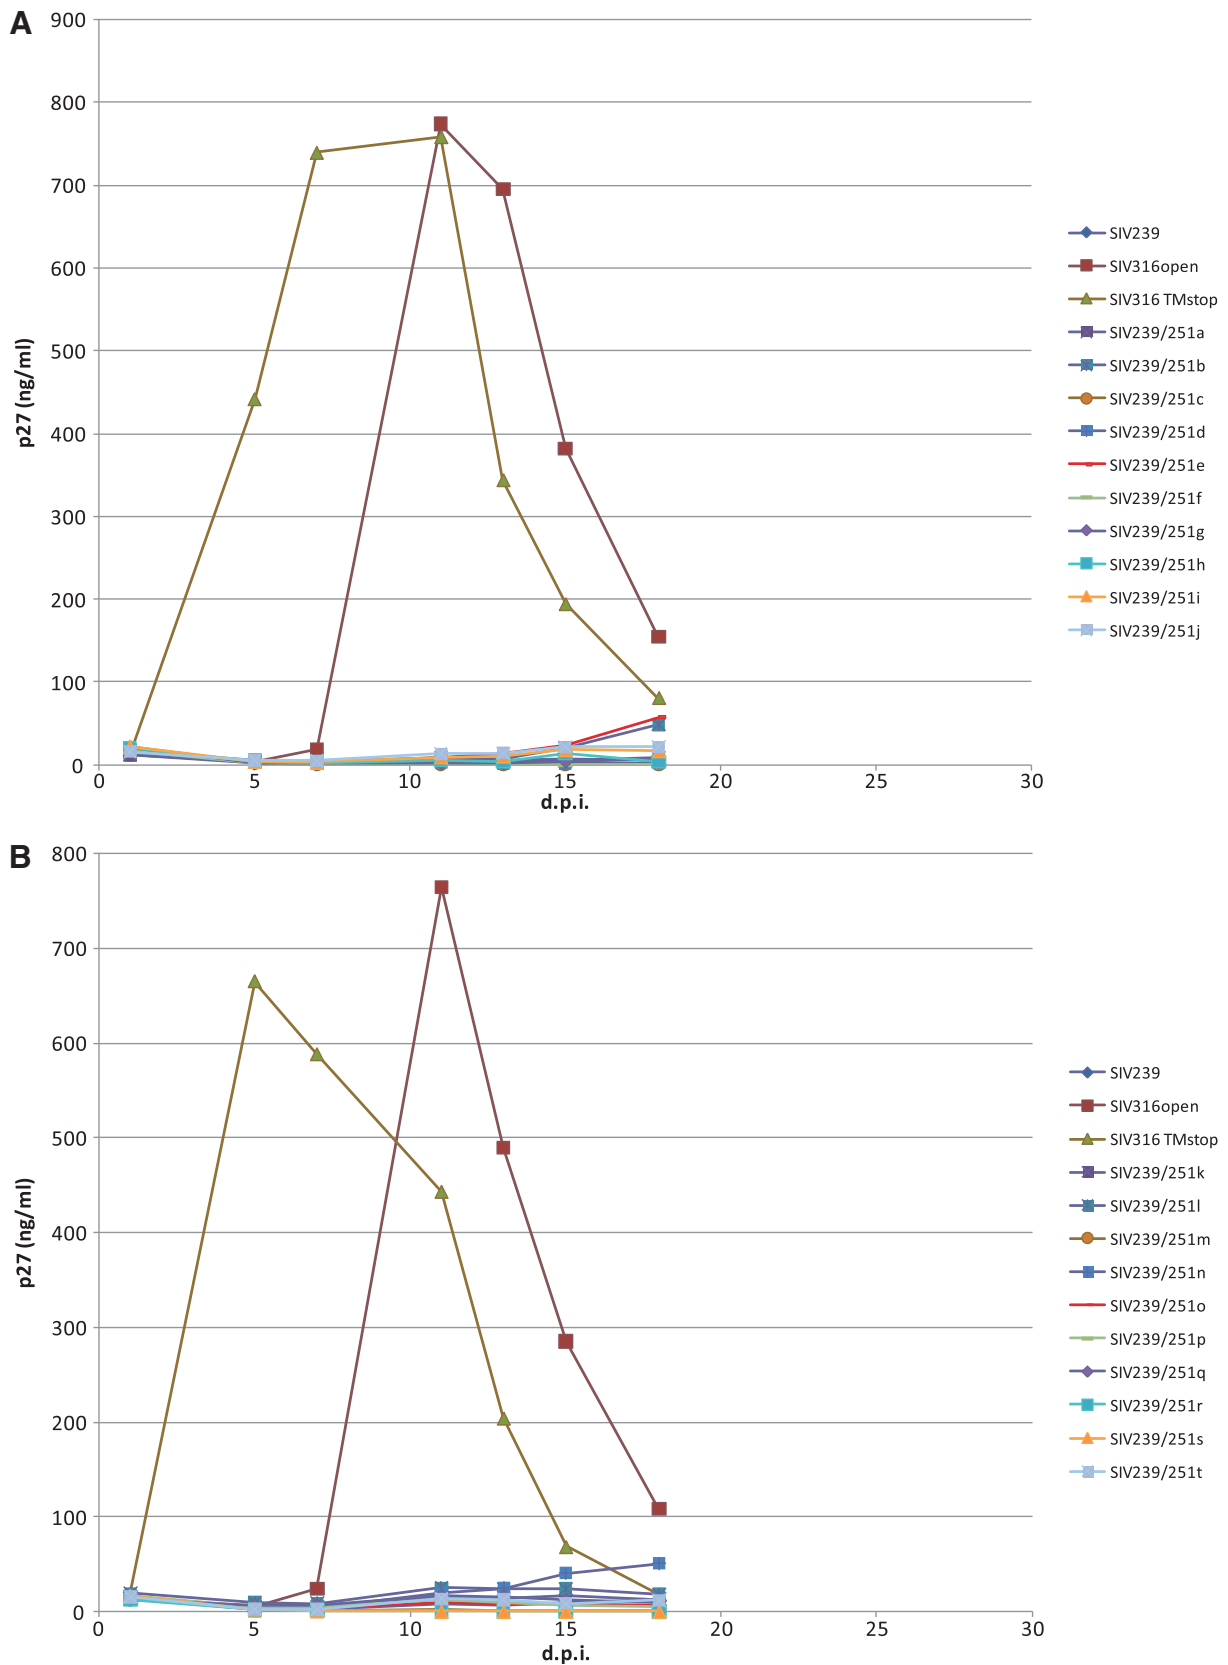 A
900
800
700
600
500
400
300
200
100
0
p27 (ng/ml)
0 5 10 15 20 25 30
d.p.i.
SIV239
SIV316open
SIV316 TMstop
SIV239/251a
SIV239/251b
SIV239/251c
SIV239/251d
SIV239/251e
SIV239/251f
SIV239/251g
SIV239/251h
SIV239/251i
SIV239/251j
B
800
700
600
500
400
300
200
100
0
p27 (ng/ml)
0 5 10 15 20 25 30
d.p.i.
SIV239
SIV316open
SIV316 TMstop
SIV239/251k
SIV239/251l
SIV239/251m
SIV239/251n
SIV239/251o
SIV239/251p
SIV239/251q
SIV239/251r
SIV239/251s
SIV239/251t